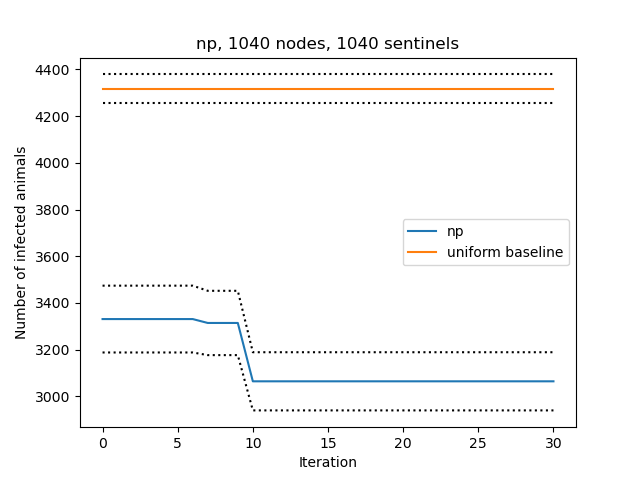 np, 1040 nodes, 1040 sentinels
4400
4200
4000
3800
3600
3400
3200
3000
Number of infected animals
np
uniform baseline
0 5 10 15 20 25 30
Iteration